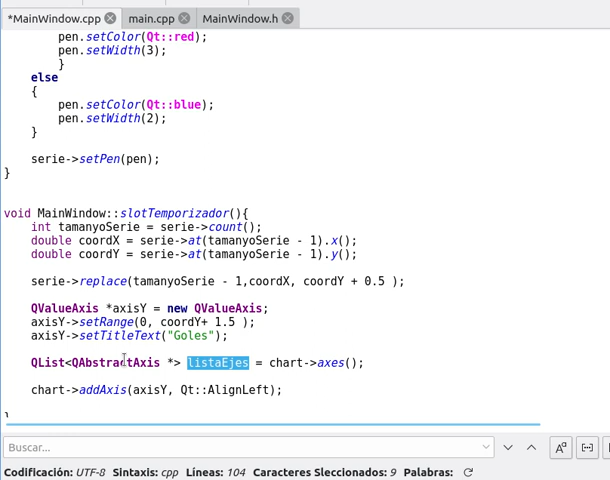 *MainWindow.cpp main.cpp MainWindow.h
pen.setColor(Qt::red);
pen.setWidth(3);
}
else
{
pen.setColor(Qt::blue);
pen.setWidth(2);
}
serie->setPen(pen);
}
void MainWindow::slotTemporizador(){
int tamanyoSerie = serie->count();
double coordX = serie->at(tamanyoSerie - 1).x();
double coordY = serie->at(tamanyoSerie - 1).y();
serie->replace(tamanyoSerie - 1,coordX, coordY + 0.5 );
QValueAxis *axisY = new QValueAxis;
axisY->setRange(0, coordY+ 1.5 );
axisY->setTitleText("Goles");
QList<QAbstractAxis *> listaEjes = chart->axes();
chart->addAxis(axisY, Qt::AlignLeft);
}
Buscar...
Codificación: UTF-8 Sintaxis: cpp Líneas: 104 Caracteres Sleccionados: 9 Palabras: